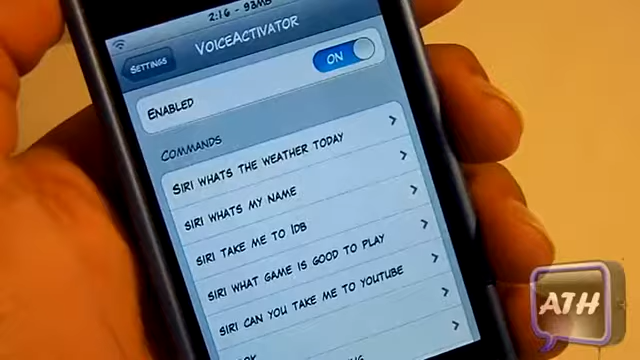 2:16 - 93MB
SETTINGS
VOICEACTIVATOR
ENABLED
ON
COMMANDS
SIRI WHATS THE WEATHER TODAY
SIRI WHATS MY NAME
SIRI TAKE ME TO IDB
SIRI WHAT GAME IS GOOD TO PLAY
SIRI CAN YOU TAKE ME TO YOUTUBE
ATH